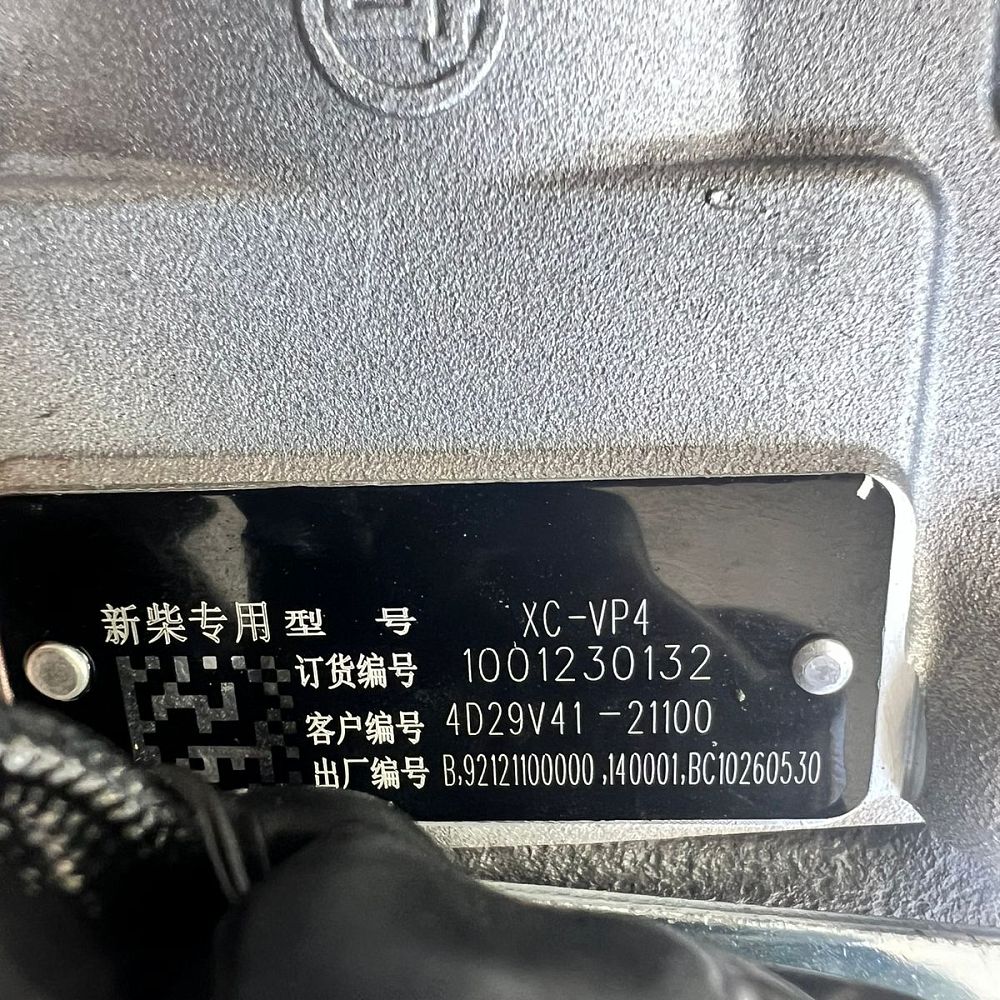 新柴专用 型 号 XC-VP4
订货编号 1001230132
客户编号 4D29V41-21100
出厂编号 B,92121100000,140001,BC10260530